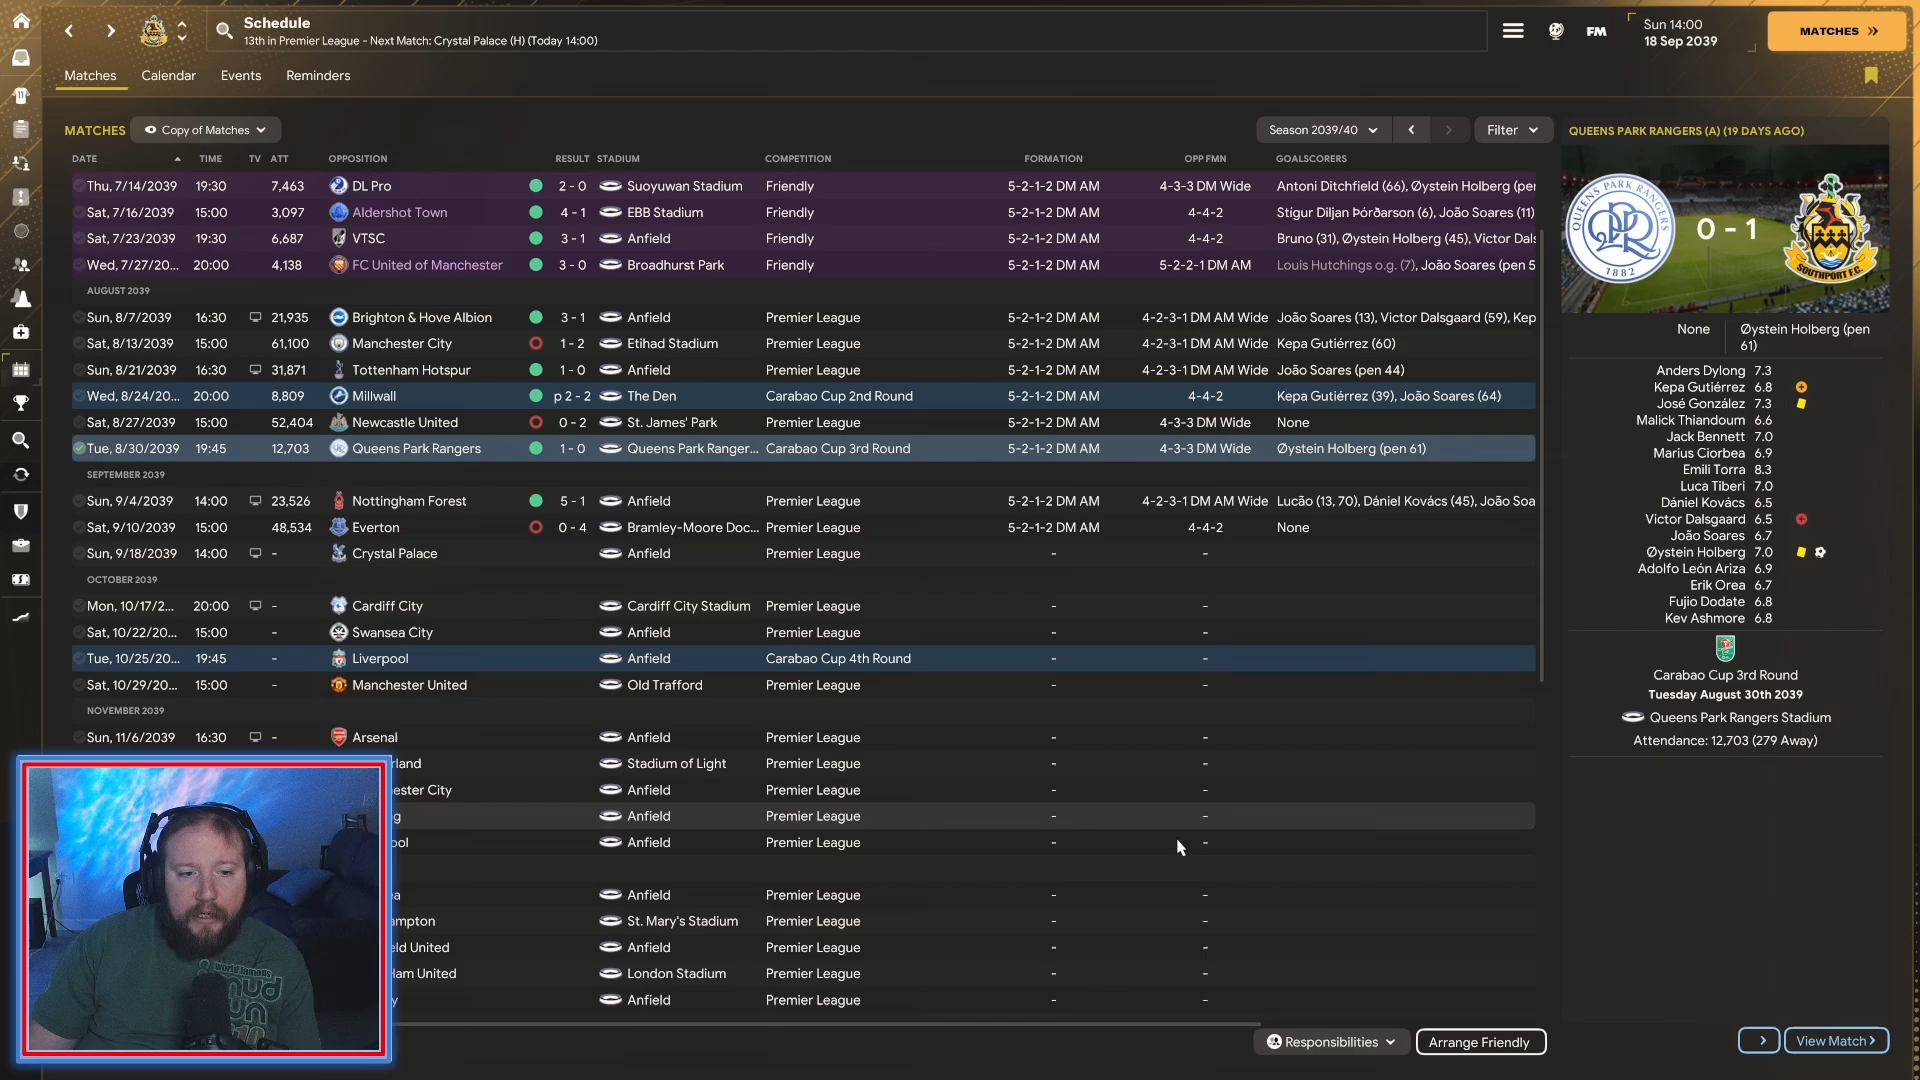 Schedule
13th in Premier League - Next Match: Crystal Palace (H) (Today 14:00)
FM
Sun 14:00
18 Sep 2039
MATCHES
Matches Calendar Events Reminders
MATCHES Copy of Matches Season 2039/40 Filter
DATE TIME TV ATT OPPOSITION RESULT STADIUM COMPETITION FORMATION OPP FMN GOALSCORERS
Thu, 7/14/2039 19:30 7,463 DL Pro 2 - 0 Suoyuwan Stadium Friendly 5-2-1-2 DM AM 4-3-3 DM Wide Antoni Ditchfield (66), Øystein Holberg (per
Sat, 7/16/2039 15:00 3,097 Aldershot Town 4 - 1 EBB Stadium Friendly 5-2-1-2 DM AM 4-4-2 Stígur Diljan Þórðarson (6), João Soares (11)
Sat, 7/23/2039 19:30 6,687 VTSC 3 - 1 Anfield Friendly 5-2-1-2 DM AM 4-4-2 Bruno (31), Øystein Holberg (45), Victor Dals
Wed, 7/27/20... 20:00 4,138 FC United of Manchester 3 - 0 Broadhurst Park Friendly 5-2-1-2 DM AM 5-2-2-1 DM AM Louis Hutchings o.g. (7), João Soares (pen 5
AUGUST 2039
Sun, 8/7/2039 16:30 21,935 Brighton & Hove Albion 3 - 1 Anfield Premier League 5-2-1-2 DM AM 4-2-3-1 DM AM Wide João Soares (13), Victor Dalsgaard (59), Kep
Sat, 8/13/2039 15:00 61,100 Manchester City 1 - 2 Etihad Stadium Premier League 5-2-1-2 DM AM 4-2-3-1 DM AM Wide Kepa Gutiérrez (60)
Sun, 8/21/2039 16:30 31,871 Tottenham Hotspur 1 - 0 Anfield Premier League 5-2-1-2 DM AM 4-2-3-1 DM AM Wide João Soares (pen 44)
Wed, 8/24/20... 20:00 8,809 Millwall p 2 - 2 The Den Carabao Cup 2nd Round 5-2-1-2 DM AM 4-4-2 Kepa Gutiérrez (39), João Soares (64)
Sat, 8/27/2039 15:00 52,404 Newcastle United 0 - 2 St. James' Park Premier League 5-2-1-2 DM AM 4-3-3 DM Wide None
Tue, 8/30/2039 19:45 12,703 Queens Park Rangers 1 - 0 Queens Park Ranger... Carabao Cup 3rd Round 5-2-1-2 DM AM 4-3-3 DM Wide Øystein Holberg (pen 61)
SEPTEMBER 2039
Sun, 9/4/2039 14:00 23,526 Nottingham Forest 5 - 1 Anfield Premier League 5-2-1-2 DM AM 4-2-3-1 DM AM Wide Lucão (13, 70), Dániel Kovács (45), João Soa
Sat, 9/10/2039 15:00 48,534 Everton 0 - 4 Bramley-Moore Doc... Premier League 5-2-1-2 DM AM 4-4-2 None
Sun, 9/18/2039 14:00 - Crystal Palace Anfield Premier League - -
OCTOBER 2039
Mon, 10/17/2... 20:00 - Cardiff City Cardiff City Stadium Premier League - -
Sat, 10/22/20... 15:00 - Swansea City Anfield Premier League - -
Tue, 10/25/20... 19:45 - Liverpool Anfield Carabao Cup 4th Round - -
Sat, 10/29/20... 15:00 - Manchester United Old Trafford Premier League - -
NOVEMBER 2039
Sun, 11/6/2039 16:30 - Arsenal Anfield Premier League - -
rland Stadium of Light Premier League - -
ester City Anfield Premier League - -
g Anfield Premier League - -
ool Anfield Premier League - -
ea Anfield Premier League - -
ampton St. Mary's Stadium Premier League - -
eld United Anfield Premier League - -
Ham United London Stadium Premier League - -
y Anfield Premier League - -
Responsibilities Arrange Friendly
QUEENS PARK RANGERS (A) (19 DAYS AGO)
QUEENS PARK RANGERS
QPR
1882
0 - 1
SOUTHPORT F.C.
None Øystein Holberg (pen
61)
Anders Dylong 7.3
Kepa Gutiérrez 6.8
José González 7.3
Malick Thiandoum 6.6
Jack Bennett 7.0
Marius Ciorbea 6.9
Emili Torra 8.3
Luca Tiberi 7.0
Dániel Kovács 6.5
Victor Dalsgaard 6.5
João Soares 6.7
Øystein Holberg 7.0
Adolfo León Ariza 6.9
Erik Orea 6.7
Fujio Dodate 6.8
Kev Ashmore 6.8
Carabao Cup 3rd Round
Tuesday August 30th 2039
Queens Park Rangers Stadium
Attendance: 12,703 (279 Away)
View Match
world famous